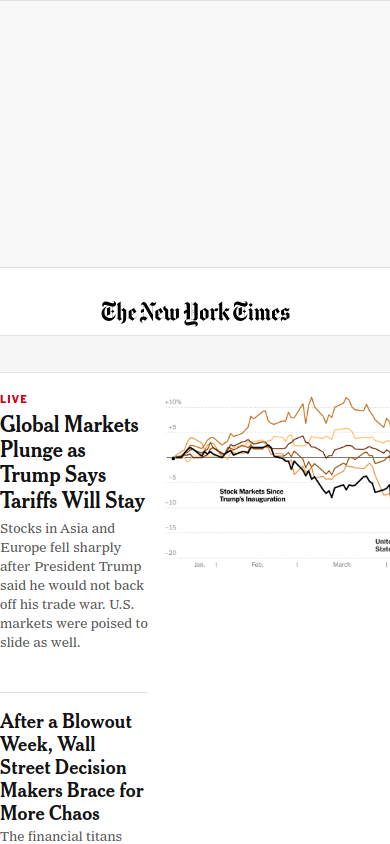 The New York Times
LIVE
Global Markets
Plunge as
Trump Says
Tariffs Will Stay
Stocks in Asia and
Europe fell sharply
after President Trump
said he would not back
off his trade war. U.S.
markets were poised to
slide as well.
+10%
+5
−5
−10
−15
−20
Stock Markets Since
Trump's Inauguration
Unite
State
Jan.
Feb.
March
After a Blowout
Week, Wall
Street Decision
Makers Brace for
More Chaos
The financial titans